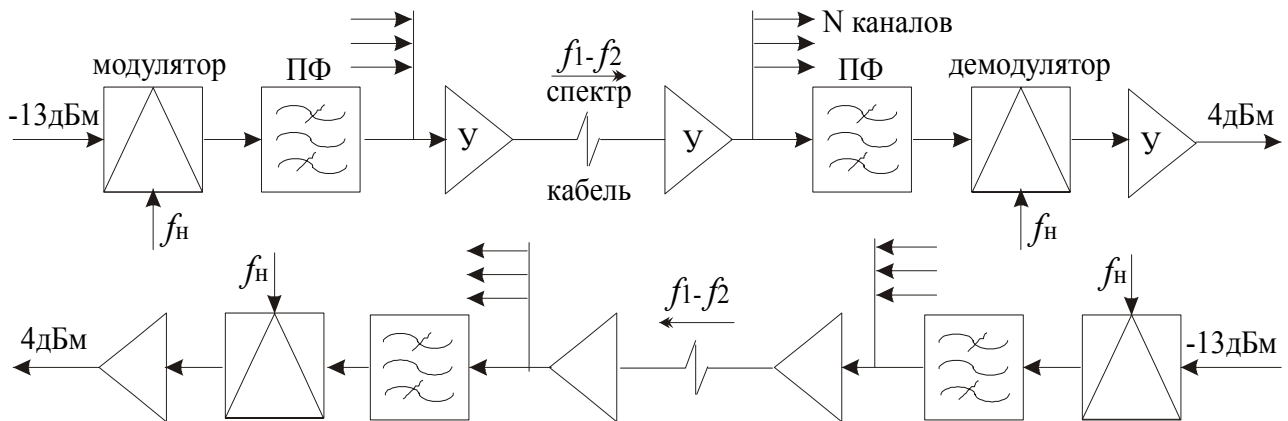 N каналов
модулятор
ПФ
f1-f2
спектр
ПФ
демодулятор
-13дБм
У
У
У
4дБм
кабель
fн
fн
fн
f1-f2
fн
4дБм
-13дБм